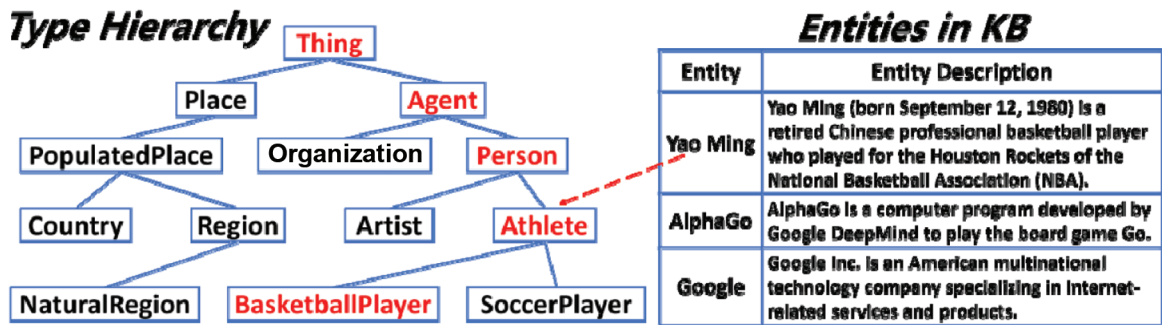 Type Hierarchy
Thing
Place
Agent
PopulatedPlace
Organization
Person
Country
Region
Artist
Athlete
NaturalRegion
BasketballPlayer
SoccerPlayer
Entities in KB
Entity
Entity Description
Yao Ming
Yao Ming (born September 12, 1980) is a
retired Chinese professional basketball player
who played for the Houston Rockets of the
National Basketball Association (NBA).
AlphaGo
AlphaGo is a computer program developed by
Google DeepMind to play the board game Go.
Google
Google Inc. is an American multinational
technology company specializing in Internet-
related services and products.